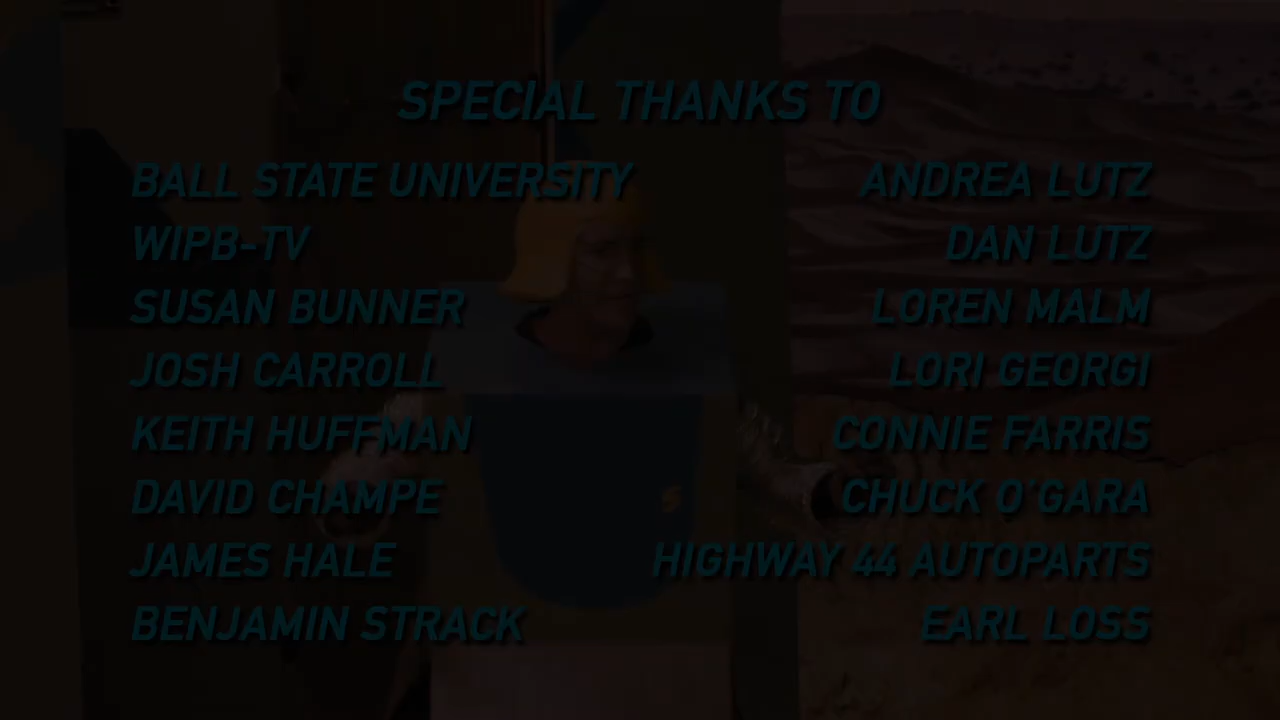 SPECIAL THANKS TO
BALL STATE UNIVERSITY
WIPB-TV
SUSAN BUNNER
JOSH CARROLL
KEITH HUFFMAN
DAVID CHAMPE
JAMES HALE
BENJAMIN STRACK
ANDREA LUTZ
DAN LUTZ
LOREN MALM
LORI GEORGI
CONNIE FARRIS
CHUCK O'GARA
HIGHWAY 44 AUTOPARTS
EARL LOSS